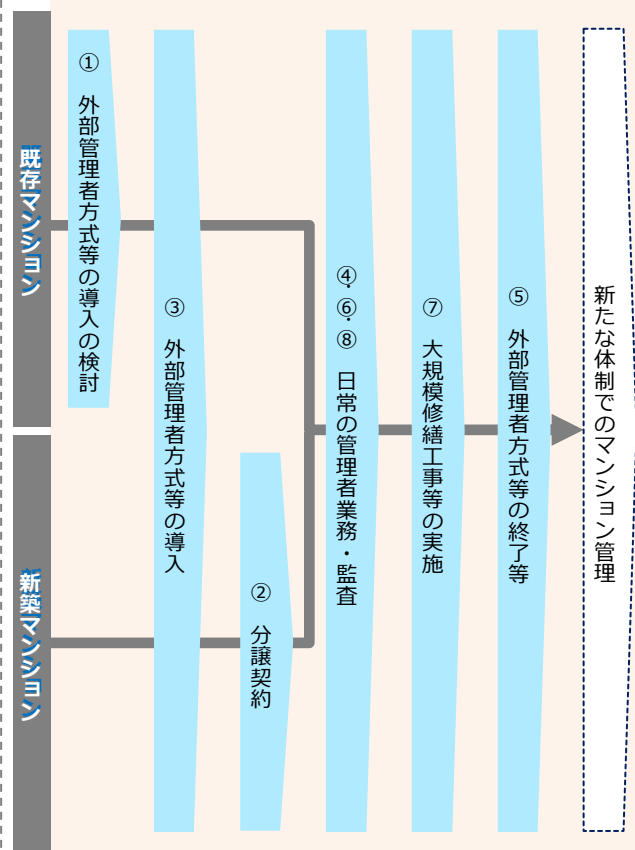 既存マンション
新築マンション
① 外部管理者方式等の導入の検討
③ 外部管理者方式等の導入
② 分譲契約
④・⑥・⑧ 日常の管理者業務・監査
⑦ 大規模修繕工事等の実施
⑤ 外部管理者方式等の終了等
新たな体制でのマンション管理